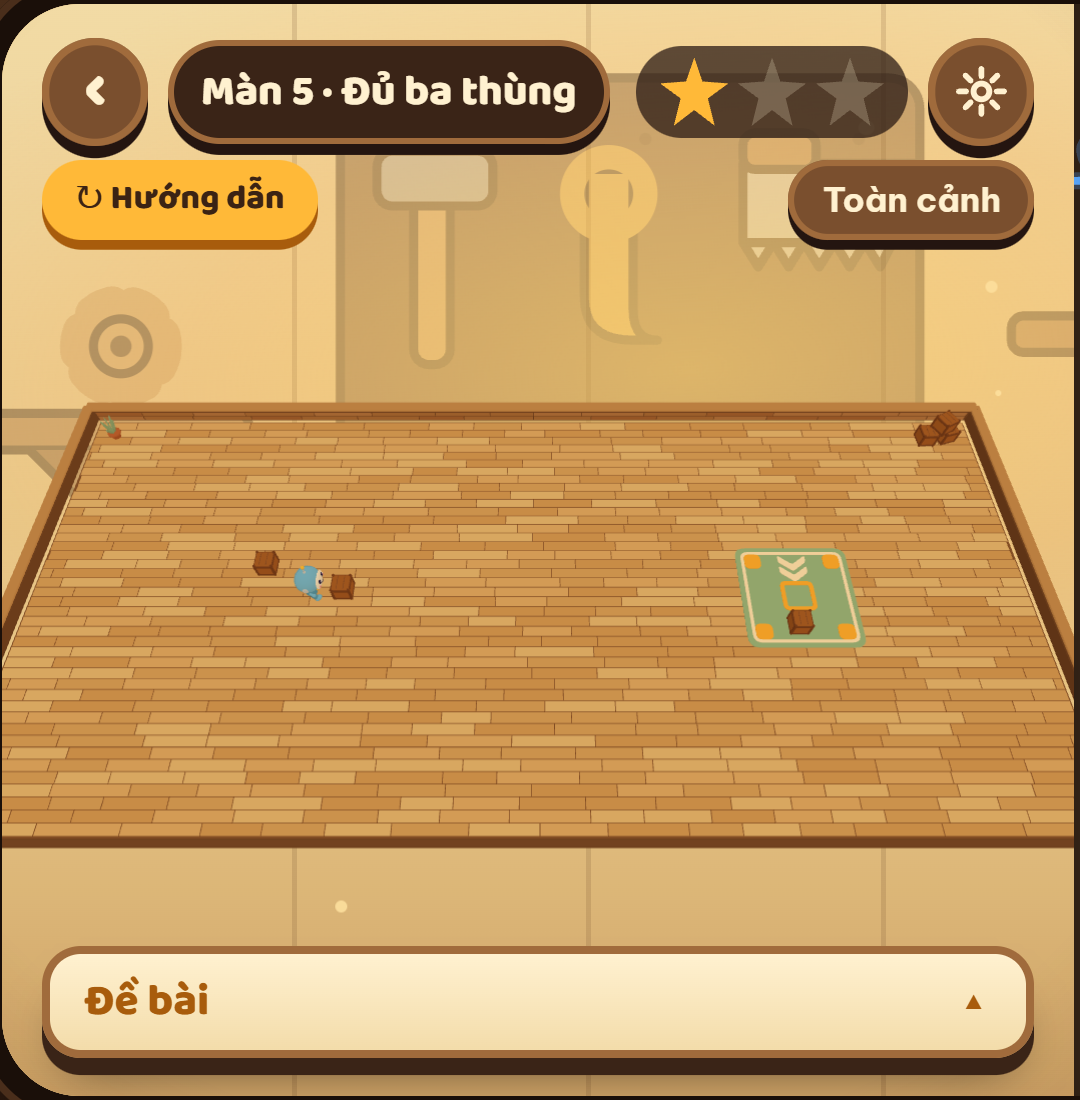 Màn 5 · Đủ ba thùng
↻ Hướng dẫn
Toàn cảnh
Đề bài